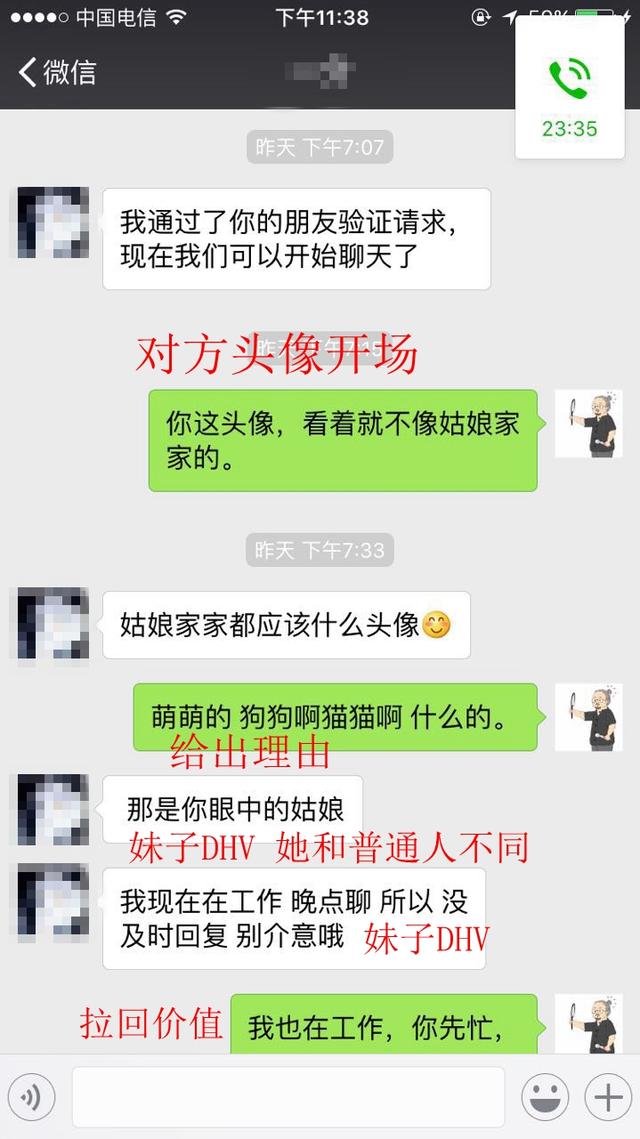 中国电信
下午11:38
微信
23:35
昨天 下午7:07
我通过了你的朋友验证请求，
现在我们可以开始聊天了
对方头像开场
你这头像，看着就不像姑娘家
家的。
昨天 下午7:33
姑娘家家都应该什么头像😊
萌萌的 狗狗啊猫猫啊 什么的。
给出理由
那是你眼中的姑娘
妹子DHV 她和普通人不同
我现在在工作 晚点聊 所以 没
及时回复 别介意哦
妹子DHV
拉回价值
我也在工作，你先忙，